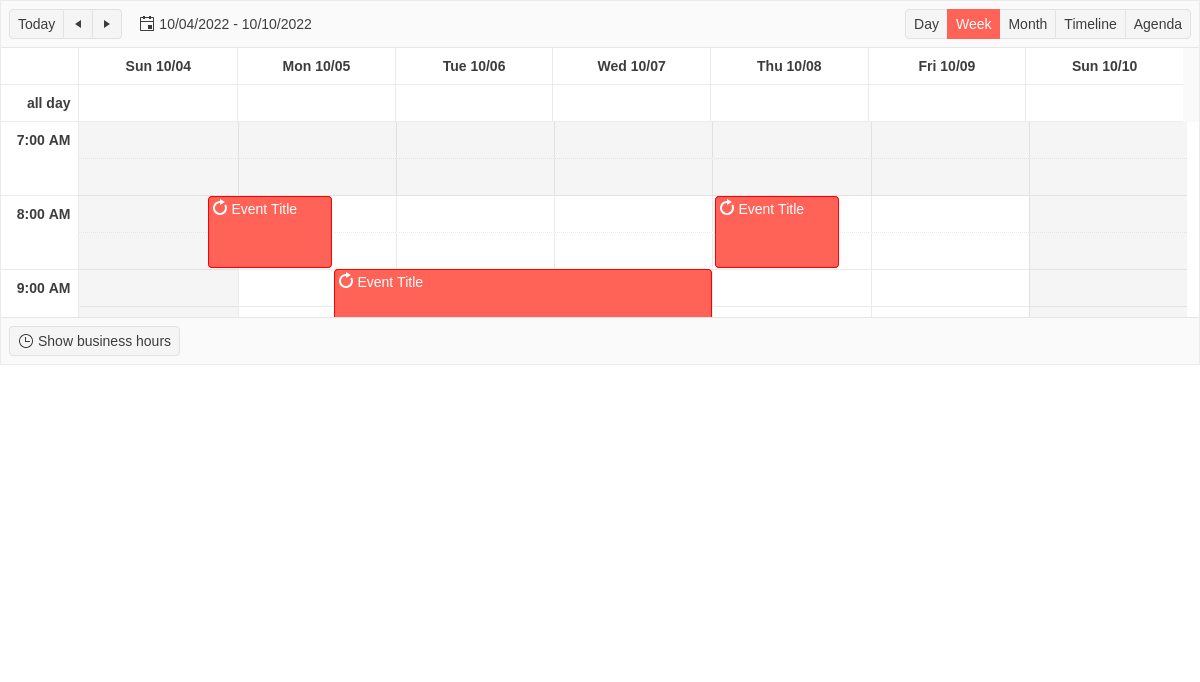 Today 10/04/2022 - 10/10/2022 Day Week Month Timeline Agenda
Sun 10/04 Mon 10/05 Tue 10/06 Wed 10/07 Thu 10/08 Fri 10/09 Sun 10/10
all day
7:00 AM
8:00 AM Event Title Event Title
9:00 AM Event Title
Show business hours